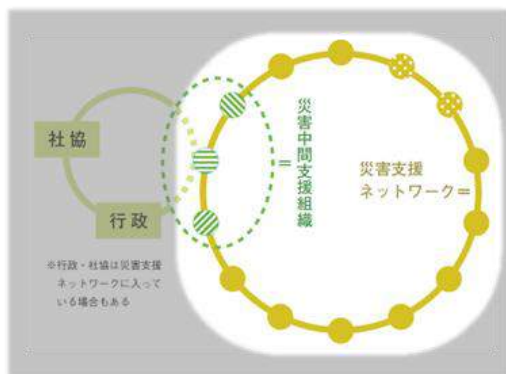 社協
行政
※行政・社協は災害支援
ネットワークに入って
いる場合もある
=災害中間支援組織
災害支援
ネットワーク=